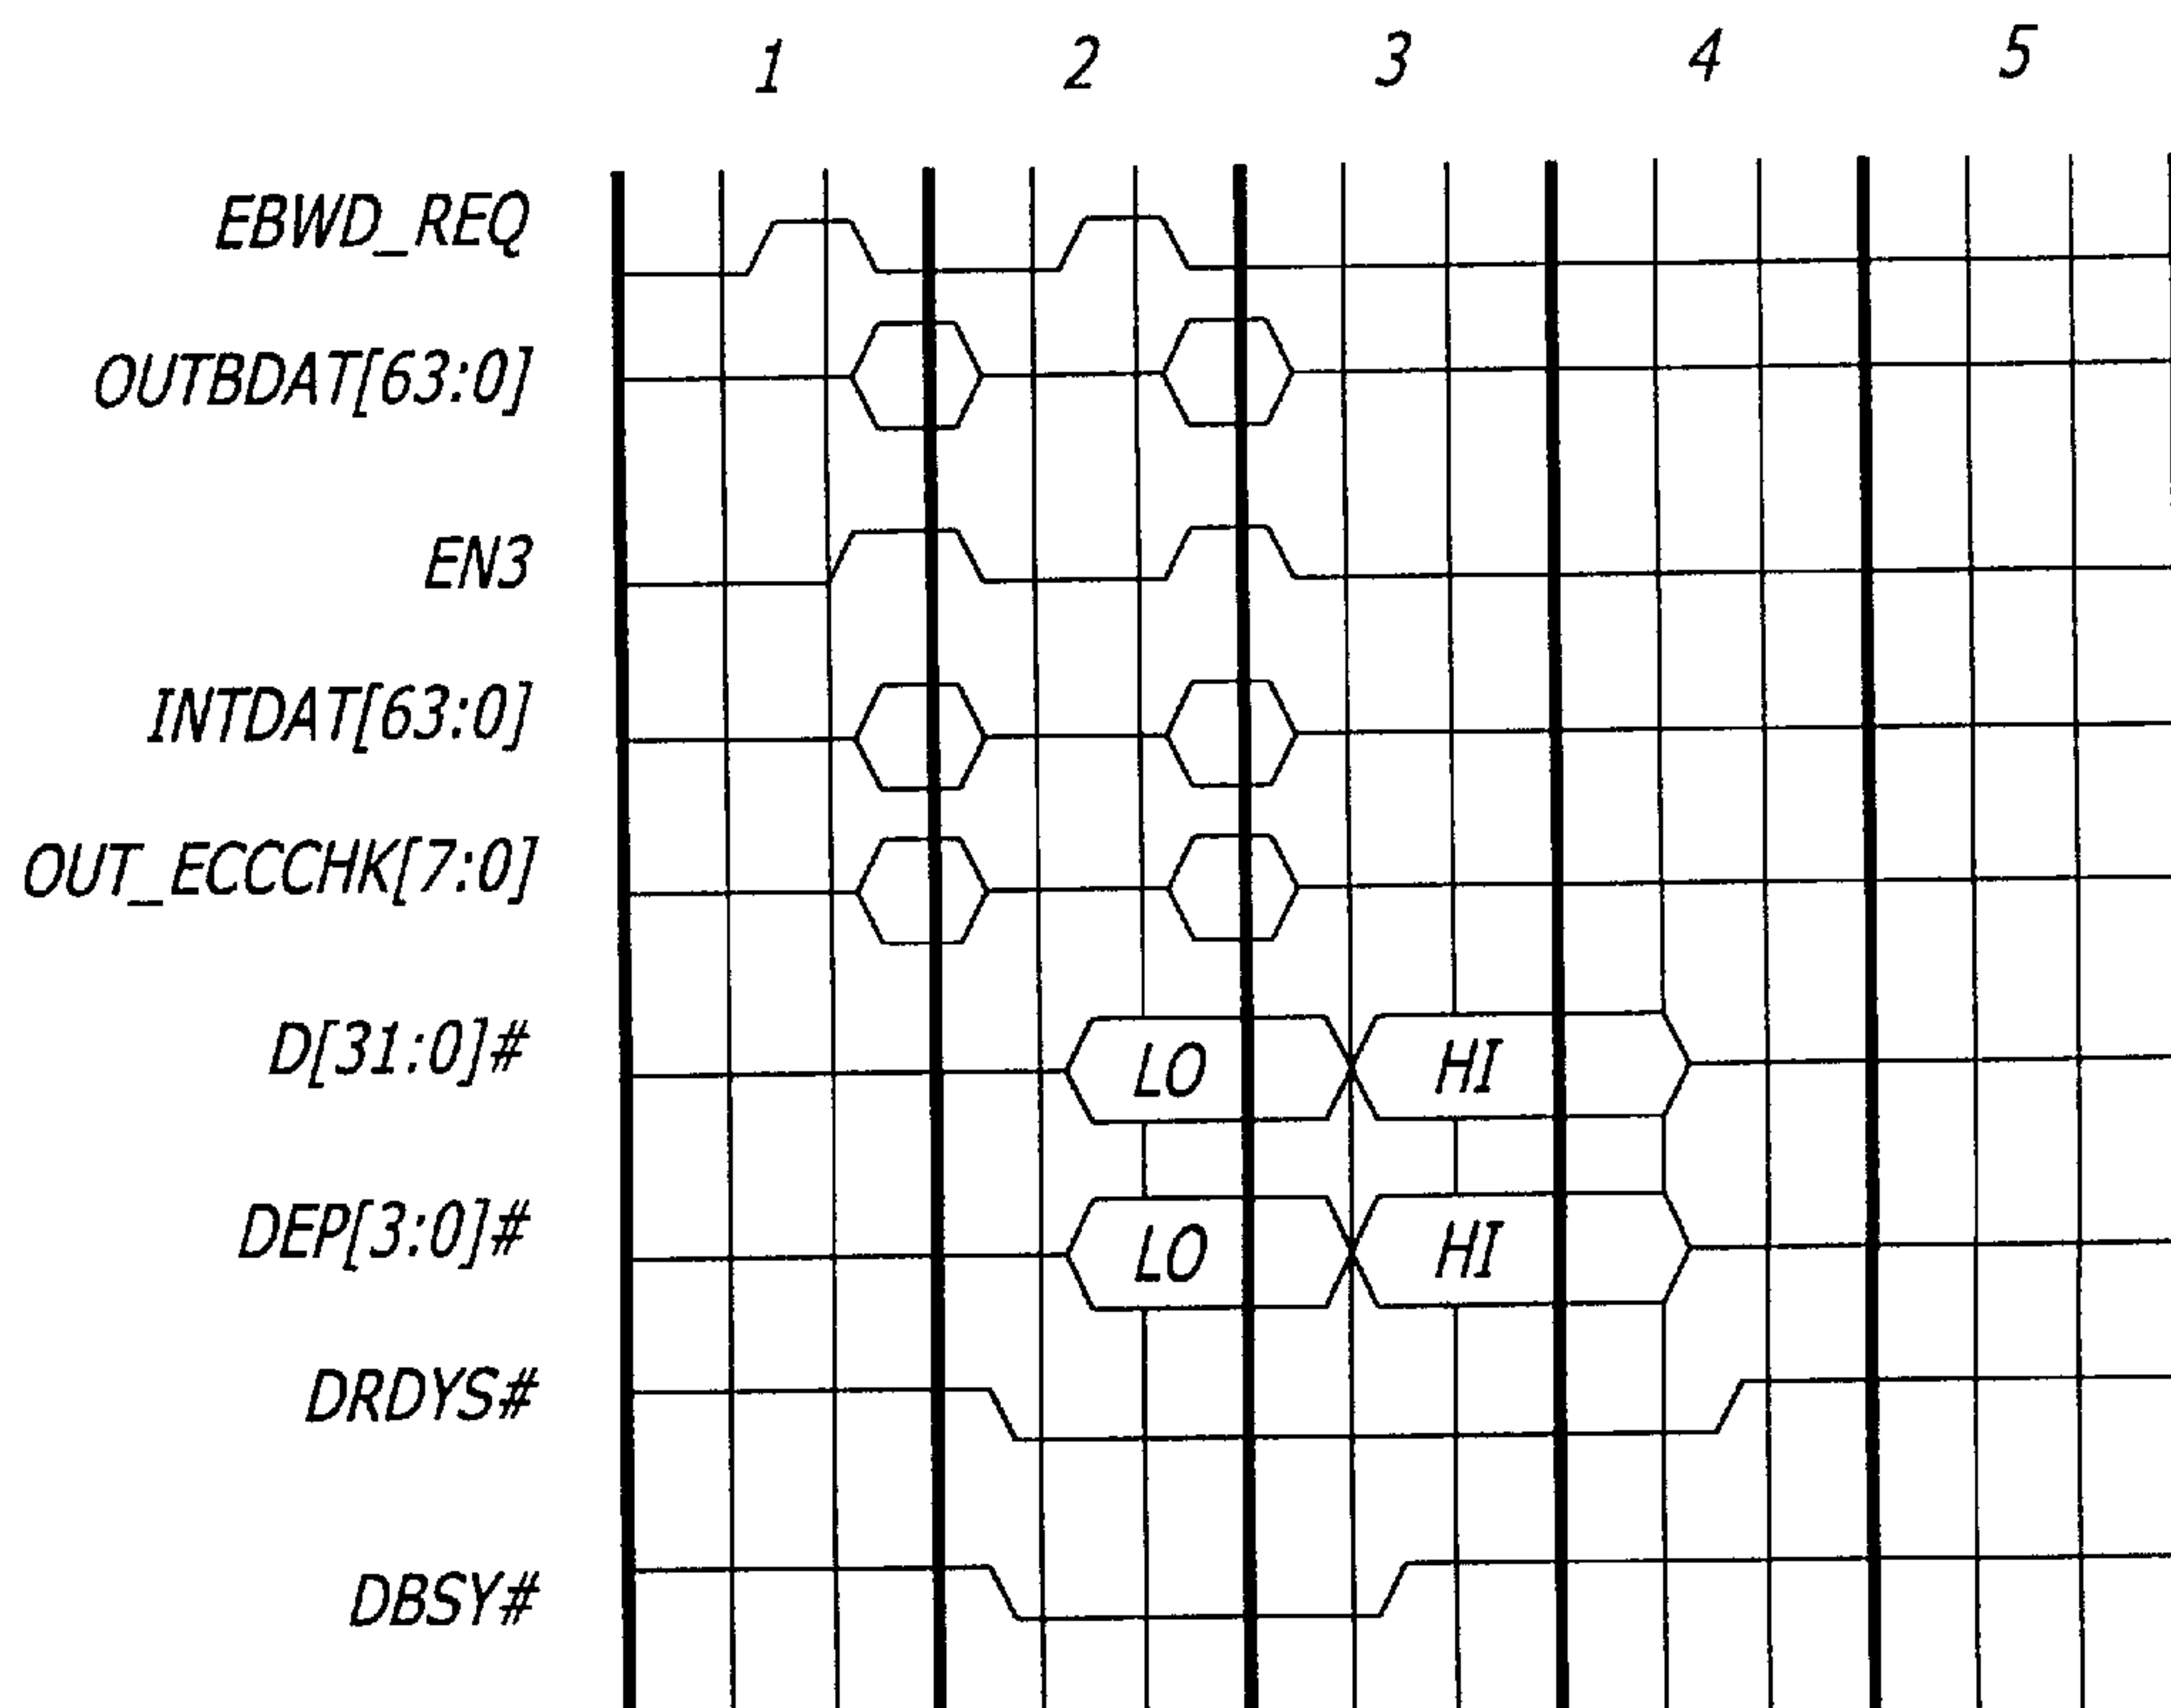 1 2 3 4 5
EBWD_REQ
OUTBDAT[63:0]
EN3
INTDAT[63:0]
OUT_ECCCHK[7:0]
D[31:0]# LO HI
DEP[3:0]# LO HI
DRDYS#
DBSY#